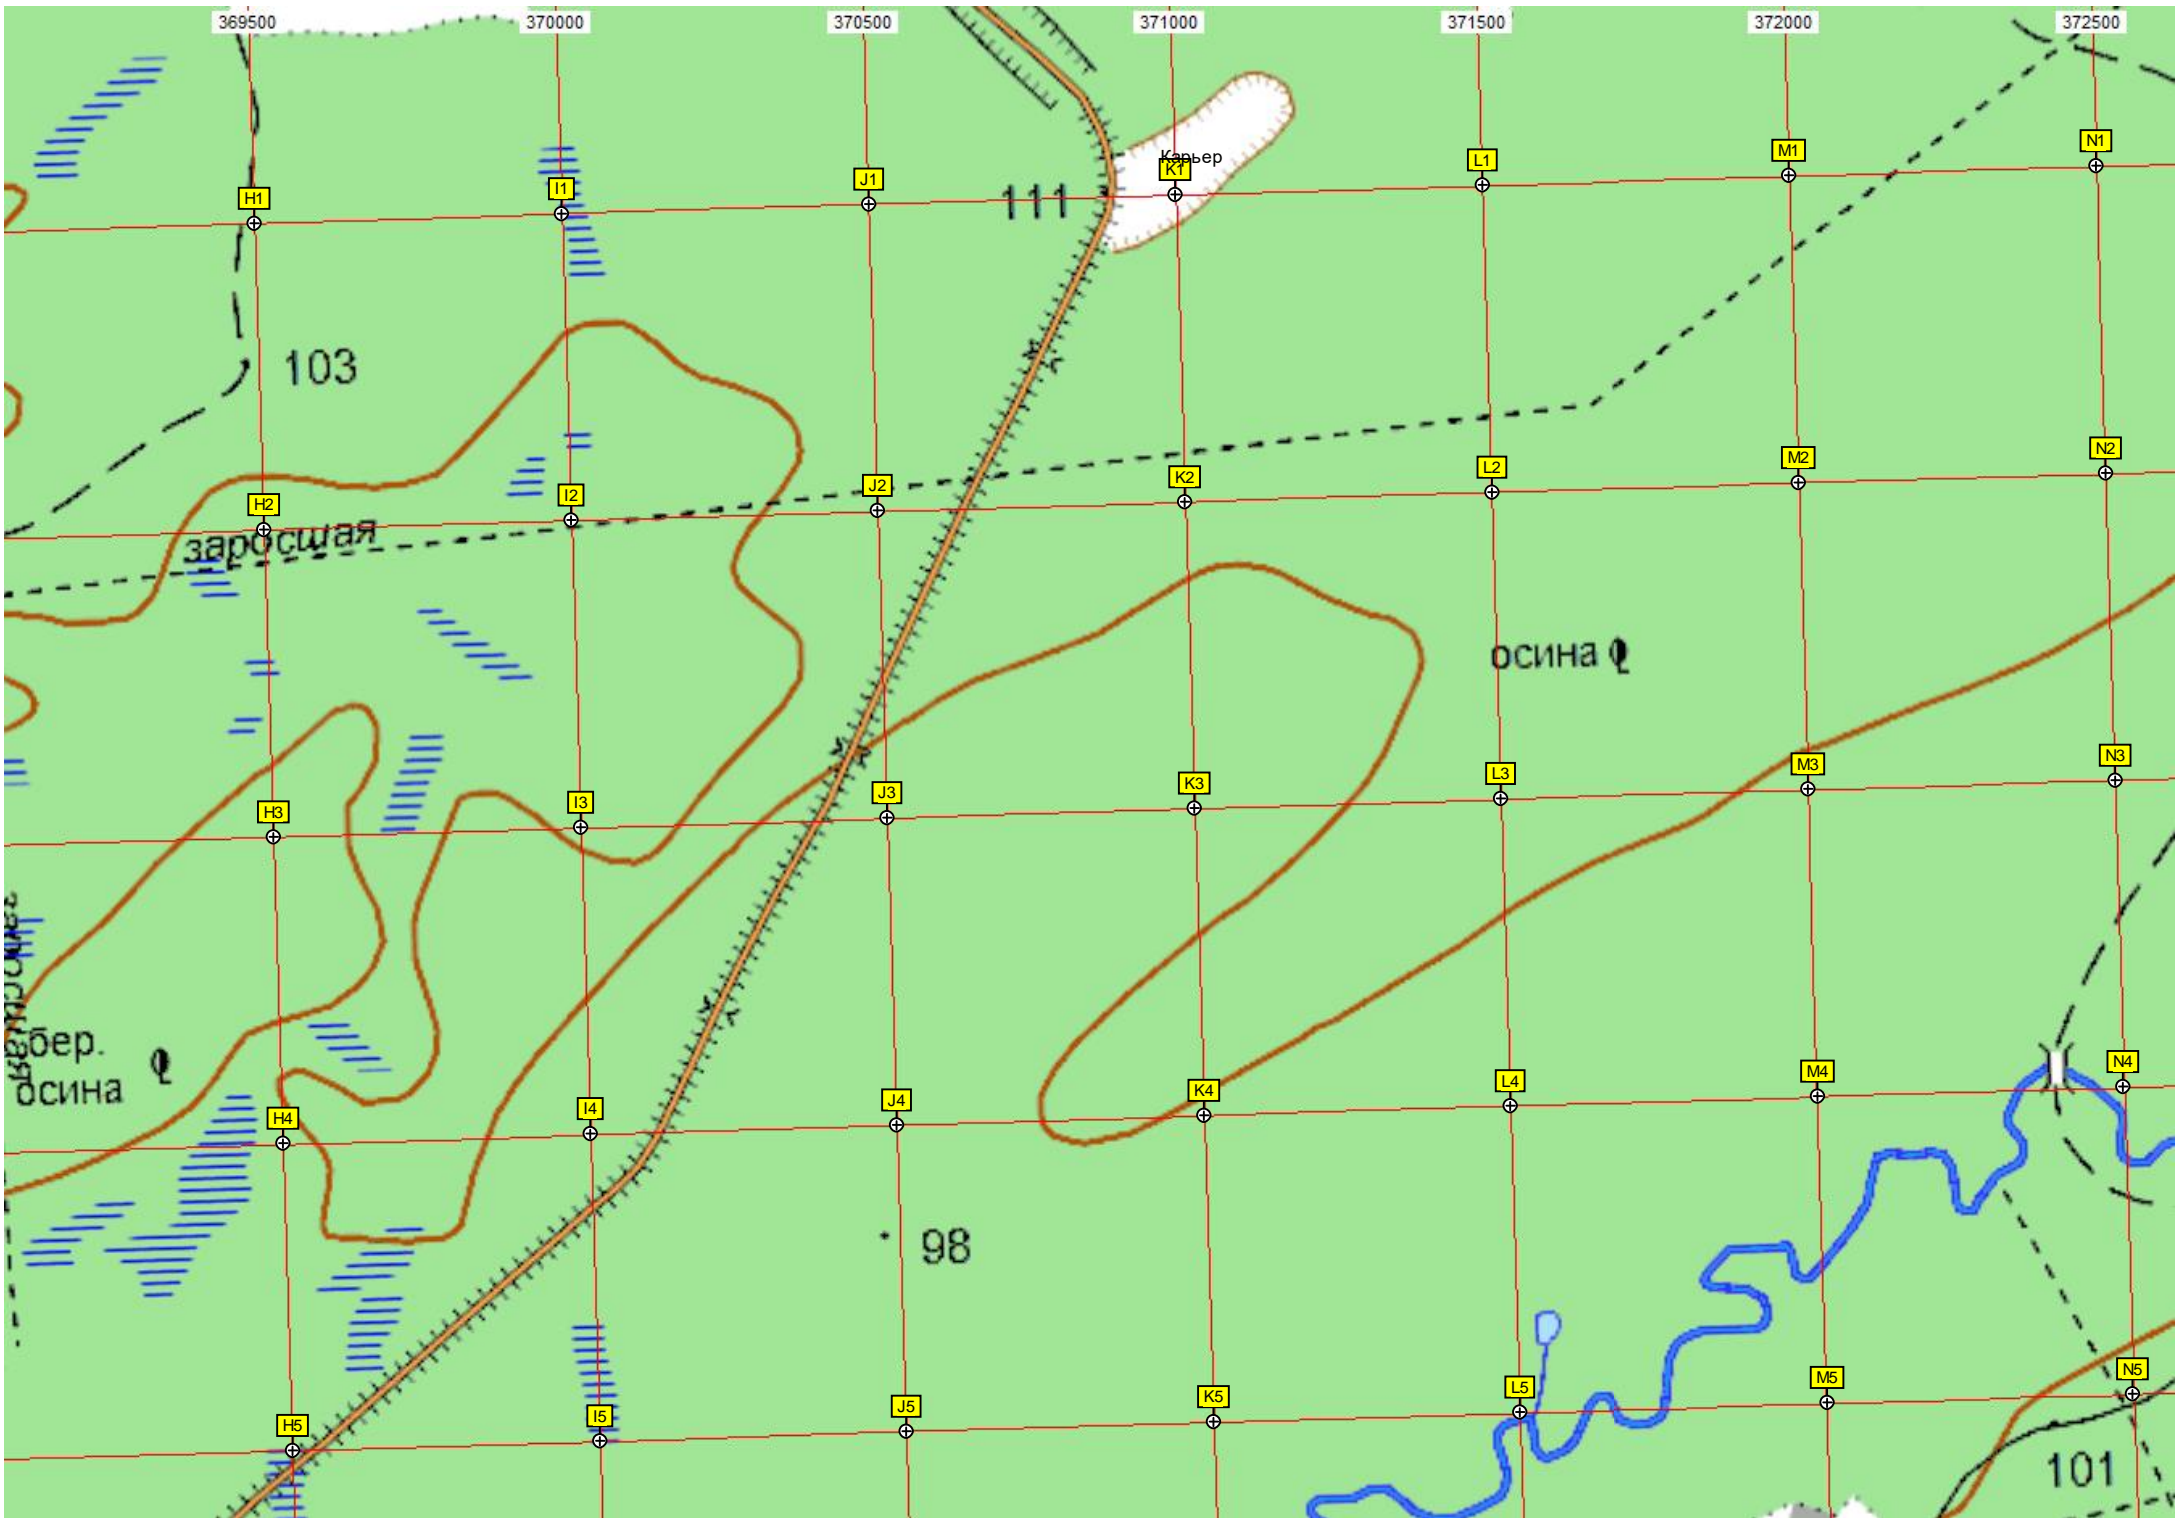 369500 370000 370500 371000 371500 372000 372500
Карьер
H1 I1 J1 K1 L1 M1 N1
111
103
H2 I2 J2 K2 L2 M2 N2
заросшая
осина
H3 I3 J3 K3 L3 M3 N3
заросшая
бер.
осина
H4 I4 J4 K4 L4 M4 N4
98
H5 I5 J5 K5 L5 M5 N5
101